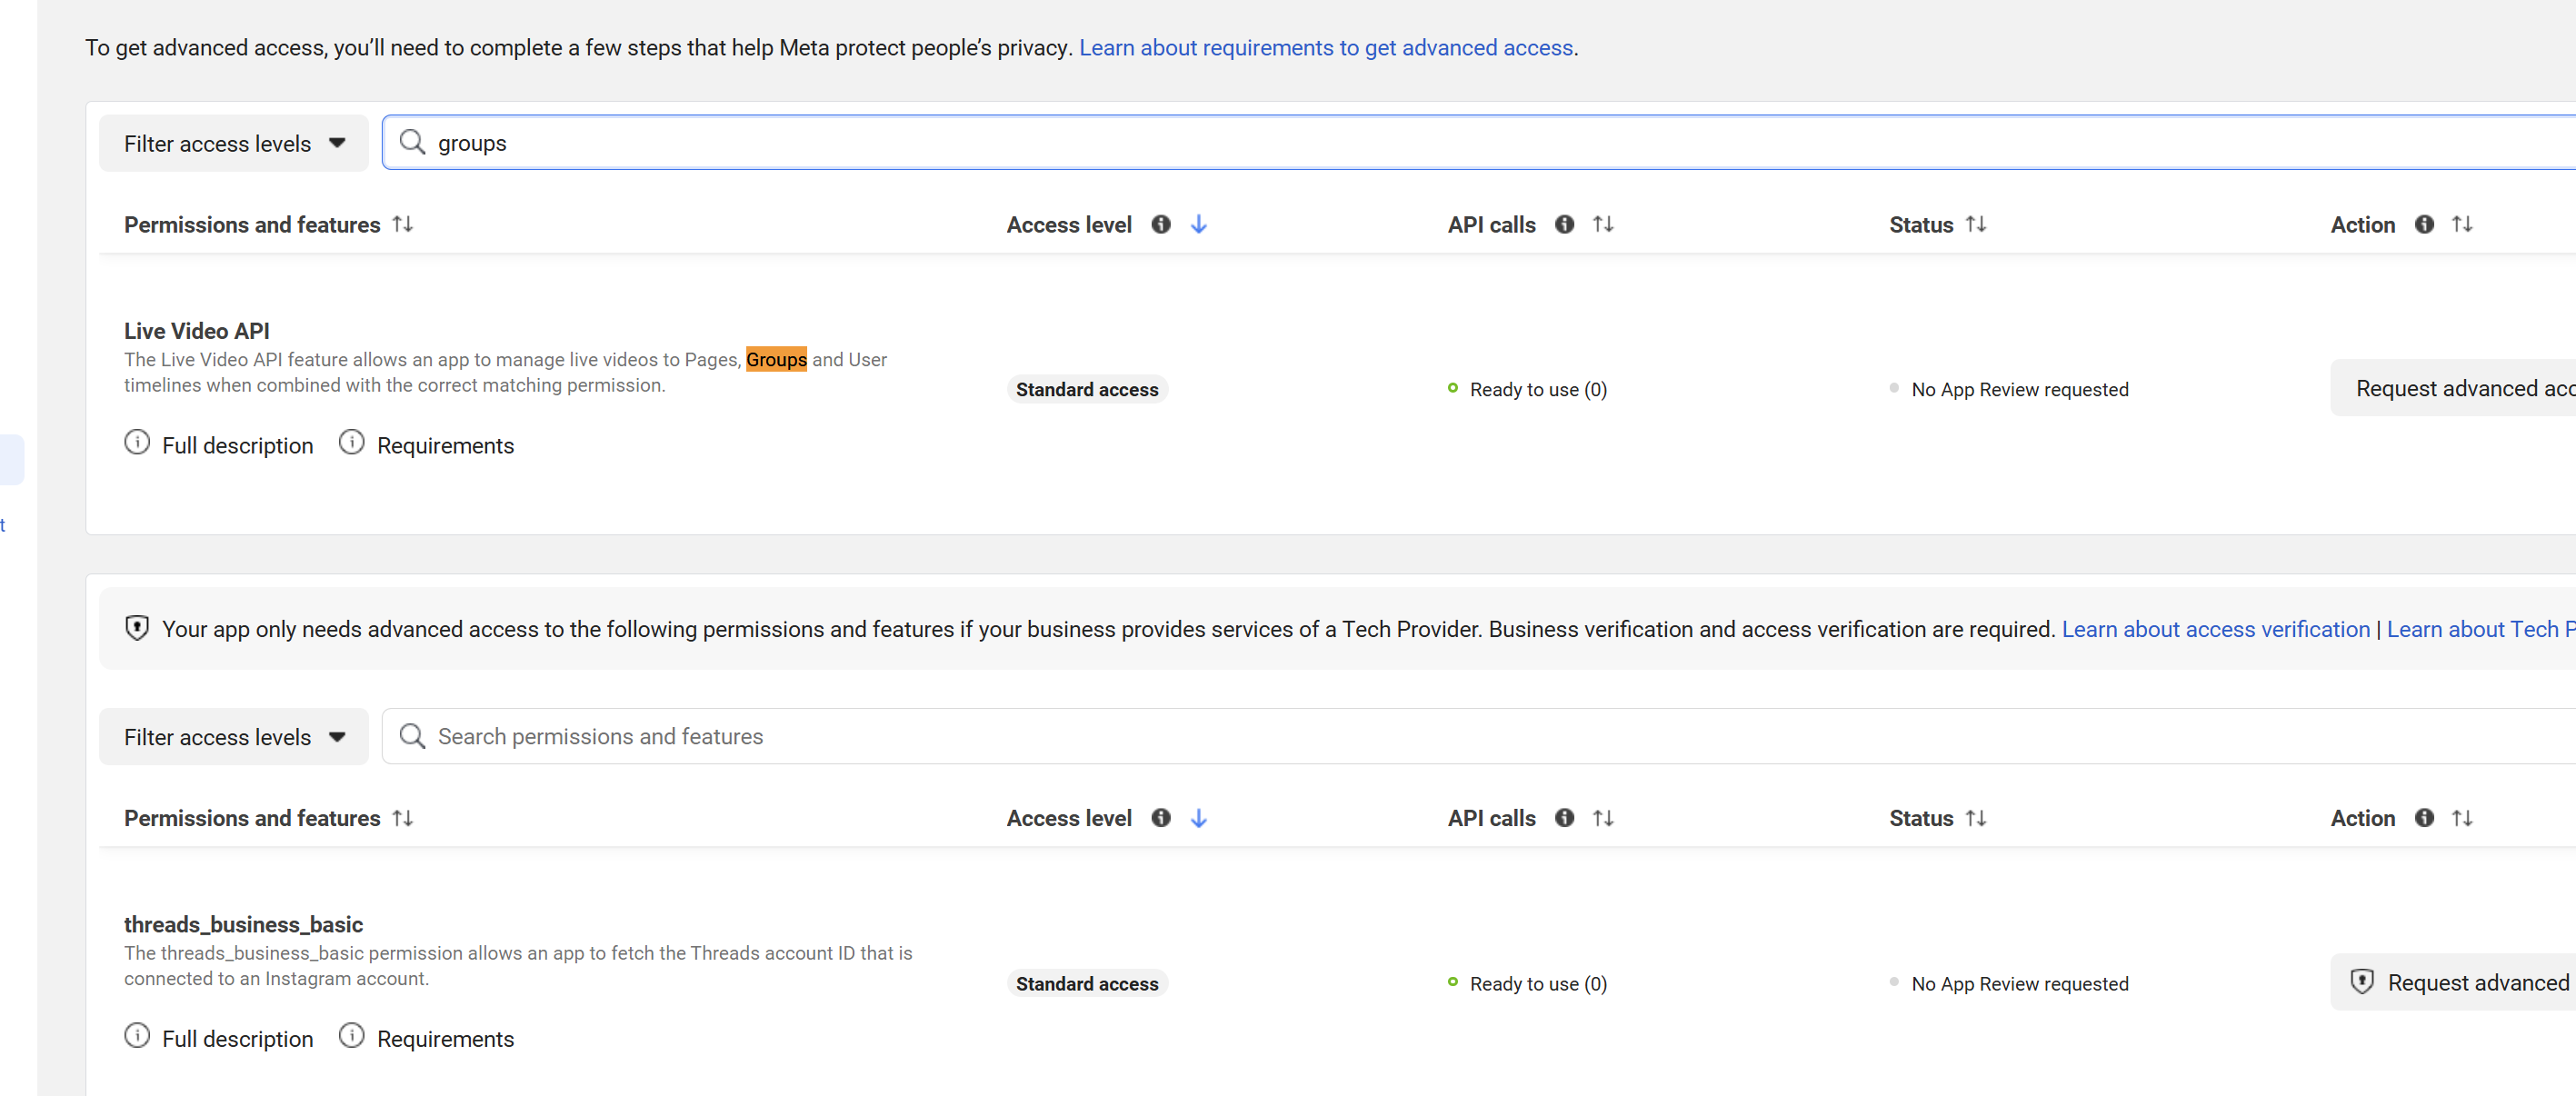 To get advanced access, you’ll need to complete a few steps that help Meta protect people’s privacy. Learn about requirements to get advanced access.
Filter access levels
groups
Permissions and features Access level API calls Status Action
Live Video API
The Live Video API feature allows an app to manage live videos to Pages, Groups and User
timelines when combined with the correct matching permission.
Standard access Ready to use (0) No App Review requested Request advanced acc
Full description Requirements
t
Your app only needs advanced access to the following permissions and features if your business provides services of a Tech Provider. Business verification and access verification are required. Learn about access verification | Learn about Tech P
Filter access levels
Search permissions and features
Permissions and features Access level API calls Status Action
threads_business_basic
The threads_business_basic permission allows an app to fetch the Threads account ID that is
connected to an Instagram account.
Standard access Ready to use (0) No App Review requested Request advanced
Full description Requirements